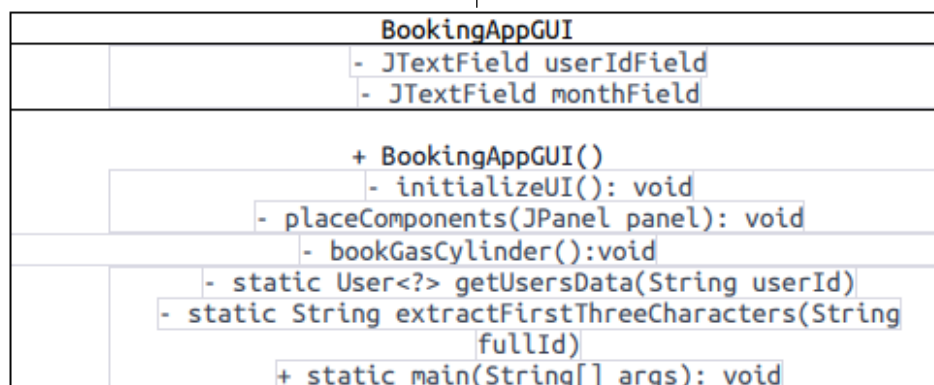 BookingAppGUI
- JTextField userIdField
- JTextField monthField
+ BookingAppGUI()
- initializeUI(): void
- placeComponents(JPanel panel): void
- bookGasCylinder():void
- static User<?> getUsersData(String userId)
- static String extractFirstThreeCharacters(String
fullId)
+ static main(String[] args): void